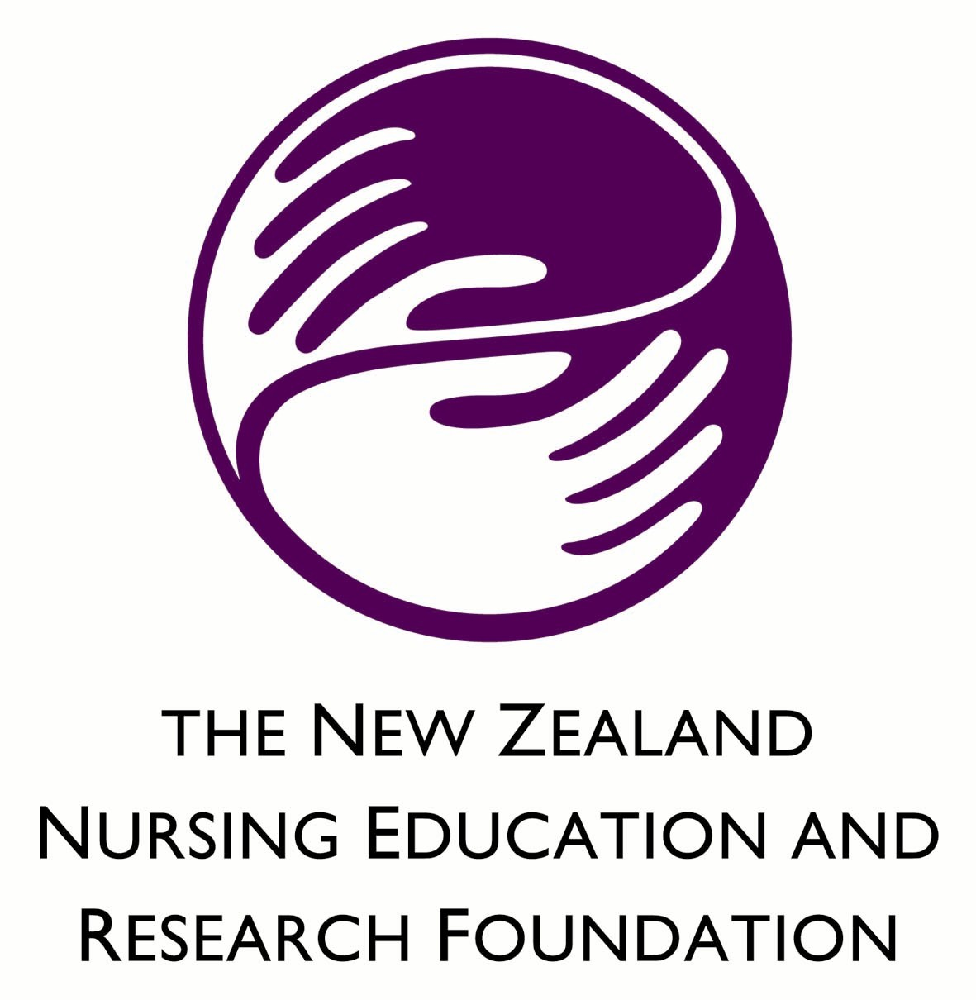 THE NEW ZEALAND
NURSING EDUCATION AND
RESEARCH FOUNDATION